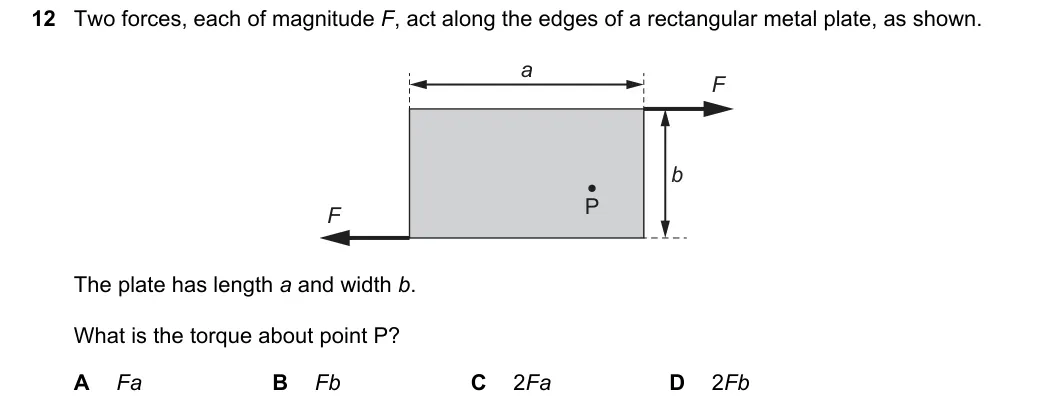 12 Two forces, each of magnitude F, act along the edges of a rectangular metal plate, as shown.
a
F
b
P
F
The plate has length a and width b.
What is the torque about point P?
A Fa B Fb C 2Fa D 2Fb